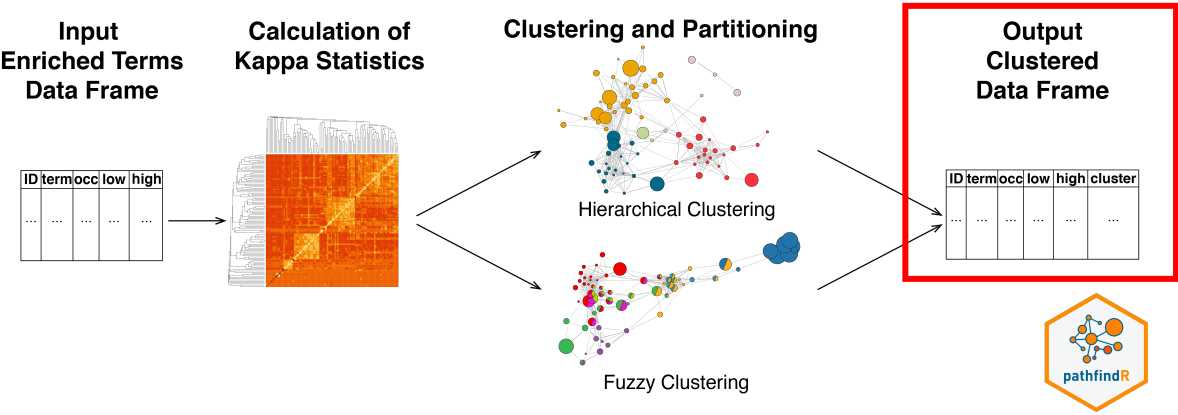 Input
Enriched Terms
Data Frame
Calculation of
Kappa Statistics
Clustering and Partitioning
Output
Clustered
Data Frame
ID term occ low high
... ... ... ... ...
Hierarchical Clustering
ID term occ low high cluster
... ... ... ... ... ...
Fuzzy Clustering
pathfindR